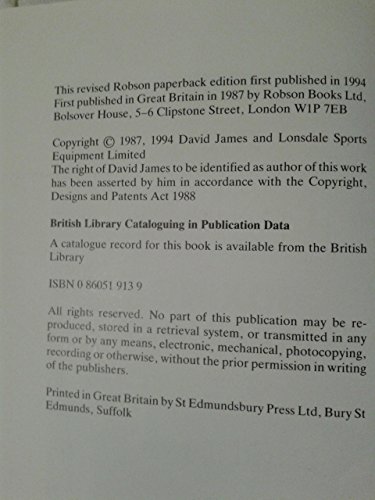 This revised Robson paperback edition first published in 1994
First published in Great Britain in 1987 by Robson Books Ltd,
Bolsover House, 5–6 Clipstone Street, London W1P 7EB
Copyright © 1987, 1994 David James and Lonsdale Sports
Equipment Limited
The right of David James to be identified as author of this work
has been asserted by him in accordance with the Copyright,
Designs and Patents Act 1988
British Library Cataloguing in Publication Data
A catalogue record for this book is available from the British
Library
ISBN 0 86051 913 9
All rights reserved. No part of this publication may be re-
produced, stored in a retrieval system, or transmitted in any
form or by any means, electronic, mechanical, photocopying,
recording or otherwise, without the prior permission in writing
of the publishers.
Printed in Great Britain by St Edmundsbury Press Ltd, Bury St
Edmunds, Suffolk